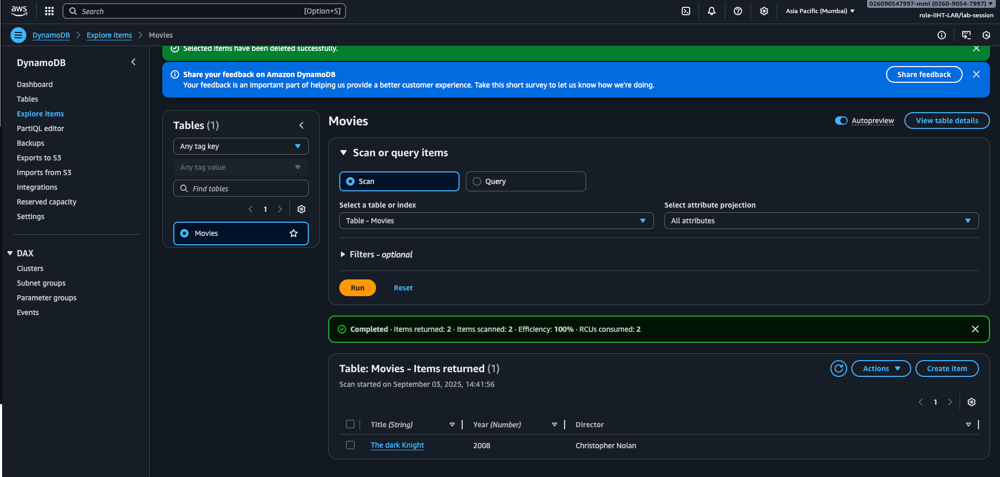 aws
Search
[Option+S]
Asia Pacific (Mumbai)
026090547997-mml (0260-9054-7997)
role-IIHT-LAB/lab-session
DynamoDB
Explore items
Movies
DynamoDB
Dashboard
Tables
Explore items
PartiQL editor
Backups
Exports to S3
Imports from S3
Integrations
Reserved capacity
Settings
DAX
Clusters
Subnet groups
Parameter groups
Events
Selected items have been deleted successfully.
Share your feedback on Amazon DynamoDB
Your feedback is an important part of helping us provide a better customer experience. Take this short survey to let us know how we're doing.
Share feedback
Tables (1)
Any tag key
Any tag value
Find tables
1
Movies
Movies
Autopreview
View table details
Scan or query items
Scan
Query
Select a table or index
Table - Movies
Select attribute projection
All attributes
Filters - optional
Run
Reset
Completed · Items returned: 2 · Items scanned: 2 · Efficiency: 100% · RCUs consumed: 2
Table: Movies - Items returned (1)
Scan started on September 03, 2025, 14:41:56
Actions
Create item
1
Title (String)
Year (Number)
Director
The dark Knight
2008
Christopher Nolan